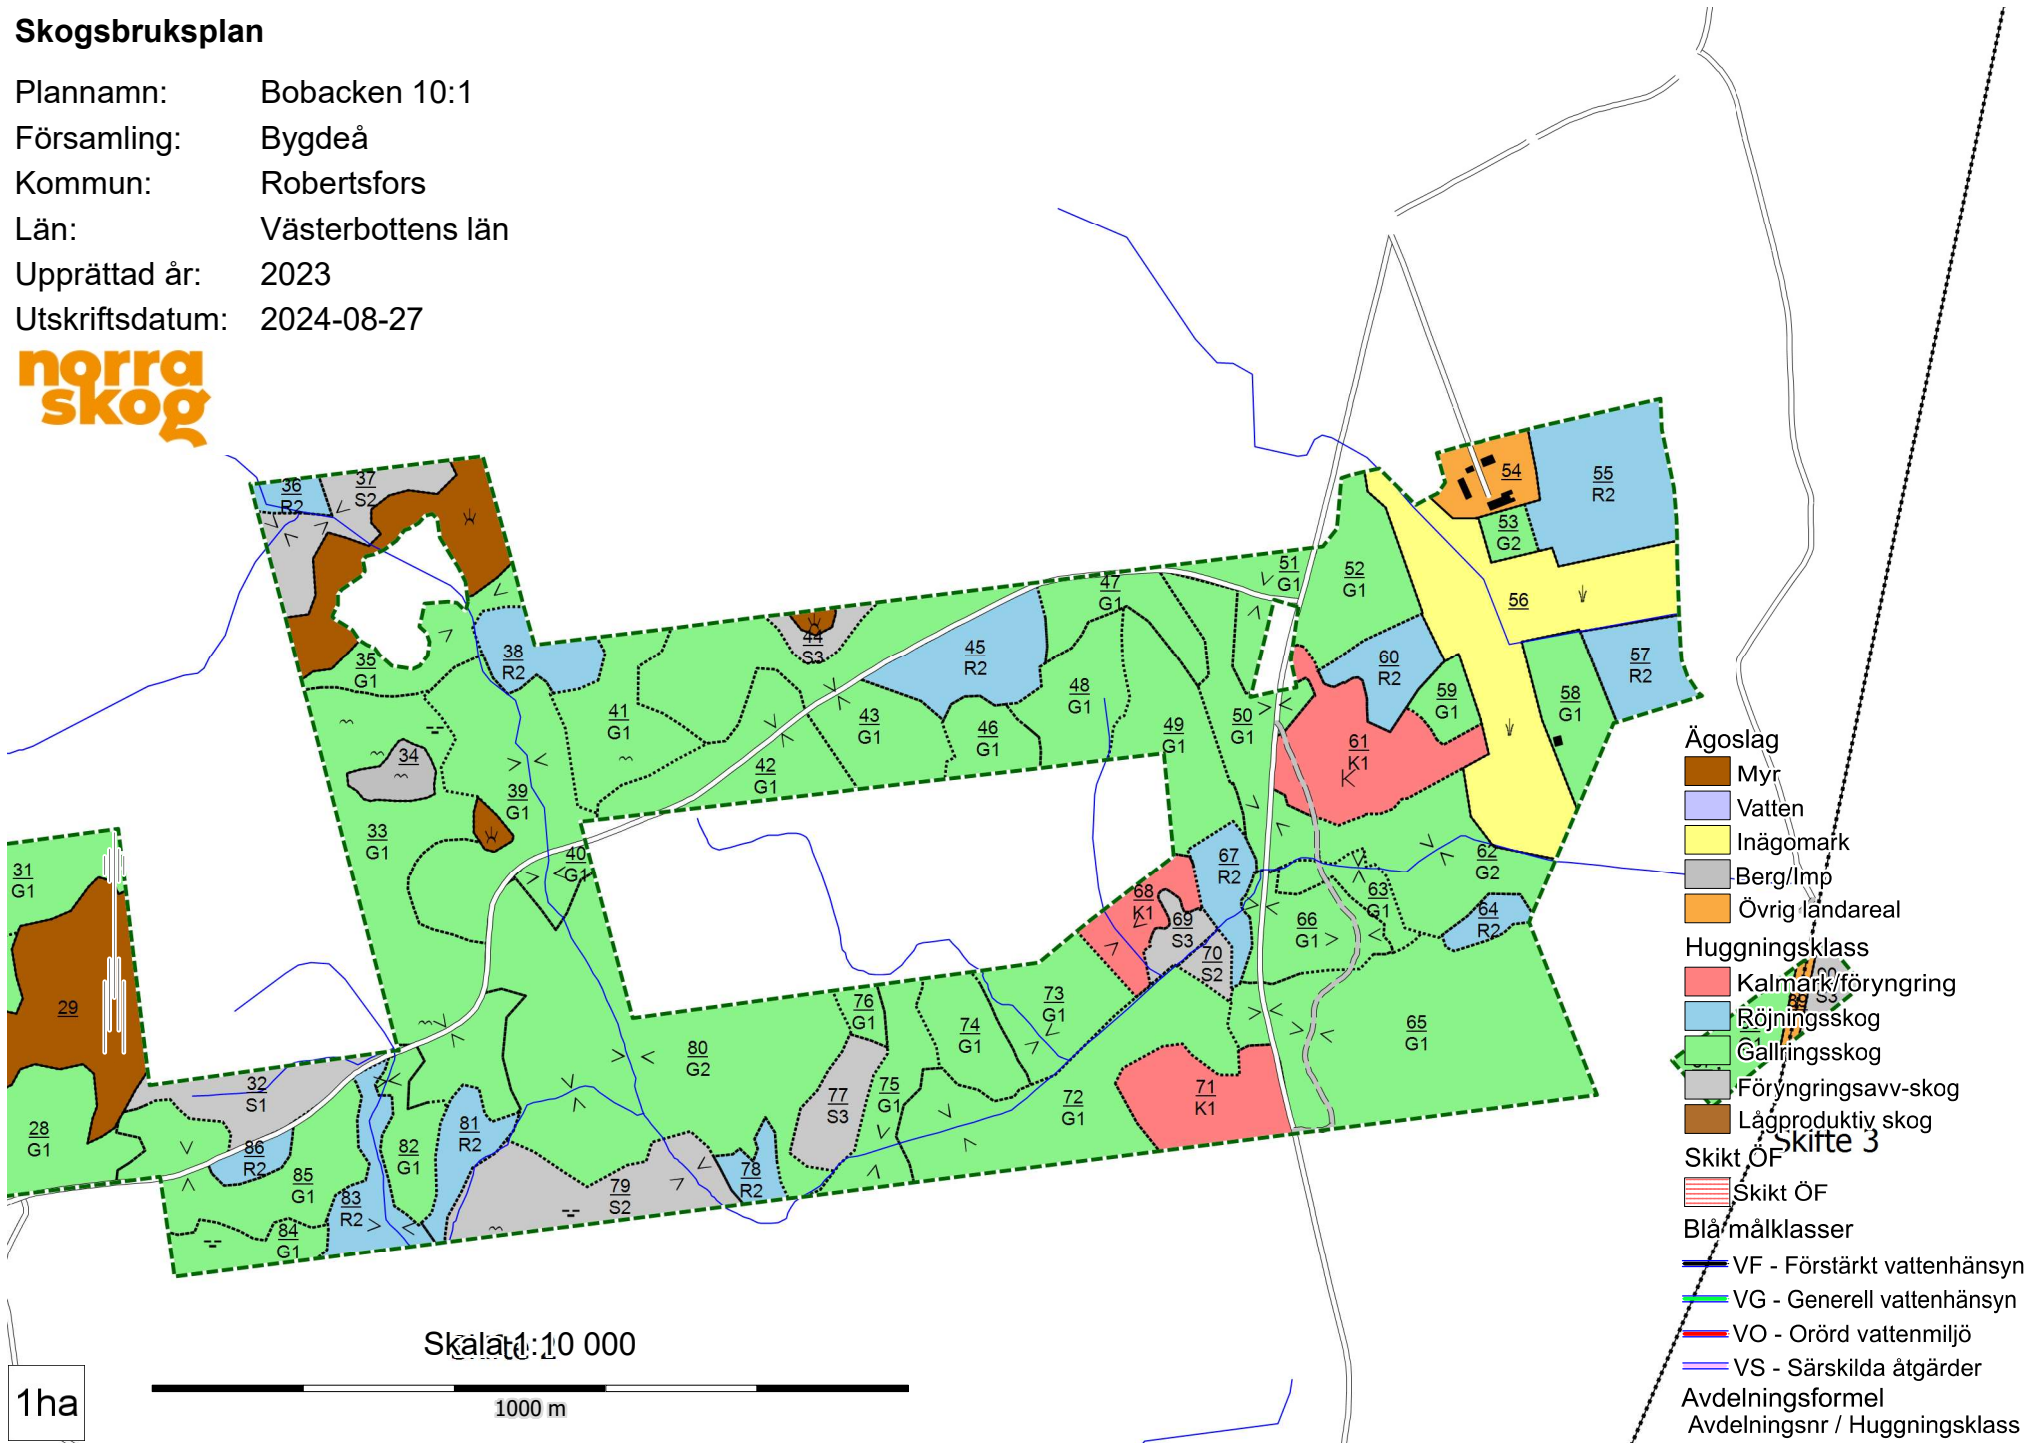 Skogsbruksplan
Plannamn: Bobacken 10:1
Församling: Bygdeå
Kommun: Robertsfors
Län: Västerbottens län
Upprättad år: 2023
Utskriftsdatum: 2024-08-27
norra
skog
36
R2
37
S2
54
55
R2
53
G2
51
G1
52
G1
47
G1
56
44
S3
38
R2
35
G1
45
R2
60
R2
57
R2
59
G1
58
G1
48
G1
41
G1
43
G1
46
G1
49
G1
50
G1
61
K1
34
42
G1
39
G1
33
G1
40
G1
31
G1
62
G2
67
R2
63
G1
68
K1
69
S3
66
G1
64
R2
70
S2
29
76
G1
73
G1
74
G1
65
G1
80
G2
32
S1
75
G1
77
S3
72
G1
71
K1
28
G1
86
R2
82
G1
81
R2
85
G1
83
R2
79
S2
78
R2
84
G1
Ägoslag
Myr
Vatten
Inägomark
Berg/Imp
Övrig landareal
Huggningsklass
Kalmark/föryngring
Röjningsskog
Gallringsskog
Föryngringsavv-skog
Lågproduktiv skog
89
S3
Skifte 3
Skikt ÖF
Skikt ÖF
Blå målklasser
VF - Förstärkt vattenhänsyn
VG - Generell vattenhänsyn
VO - Orörd vattenmiljö
VS - Särskilda åtgärder
Avdelningsformel
Avdelningsnr / Huggningsklass
Skala 1:10 000
Skifte 2
1000 m
1ha